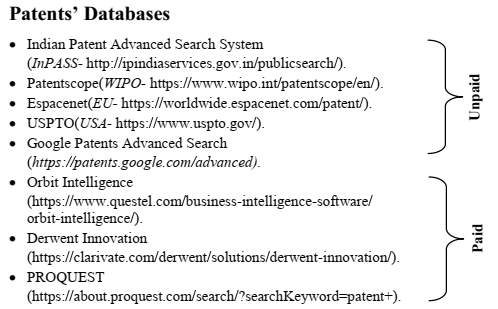 Patents' Databases
• Indian Patent Advanced Search System
(InPASS- http://ipindiaservices.gov.in/publicsearch/).
• Patentscope(WIPO- https://www.wipo.int/patentscope/en/).
• Espacenet(EU- https://worldwide.espacenet.com/patent/).
• USPTO(USA- https://www.uspto.gov/).
• Google Patents Advanced Search
(https://patents.google.com/advanced).
Unpaid
• Orbit Intelligence
(https://www.questel.com/business-intelligence-software/
orbit-intelligence/).
• Derwent Innovation
(https://clarivate.com/derwent/solutions/derwent-innovation/).
• PROQUEST
(https://about.proquest.com/search/?searchKeyword=patent+).
Paid